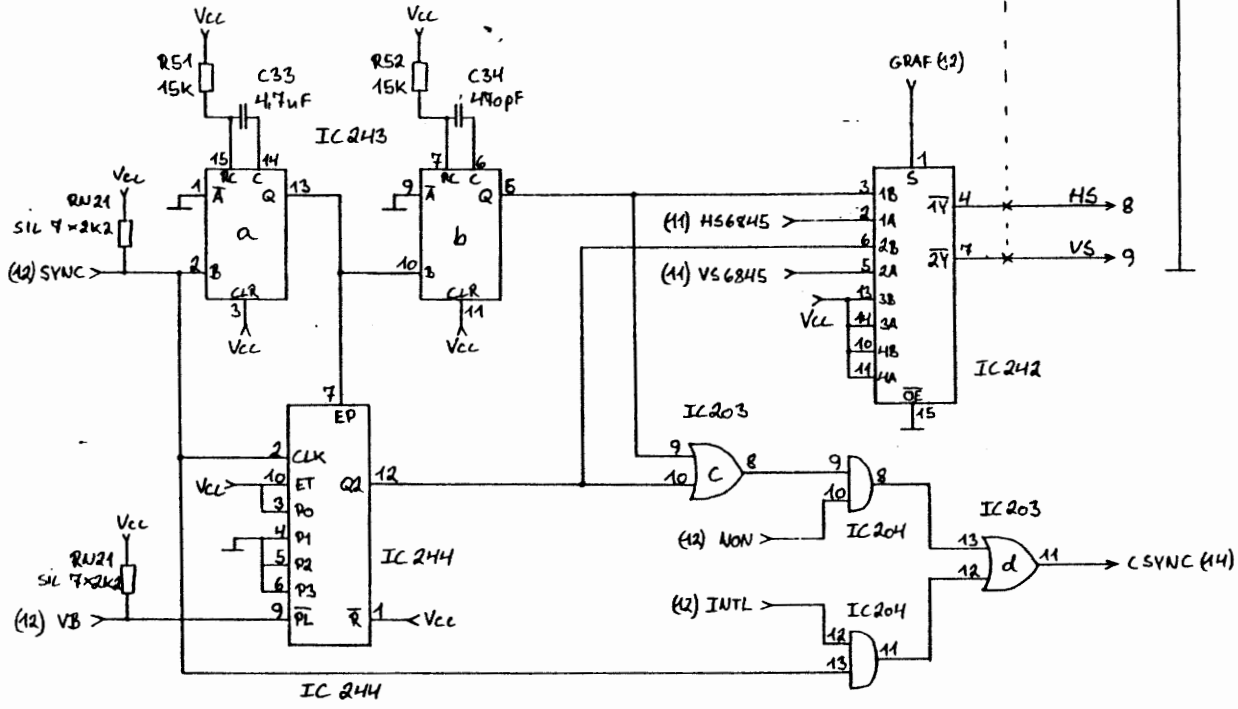 Vcc
R51
15K
C33
4,7uF
Vcc
R52
15K
C34
470pF
IC243
15
14
RC
C
1
A
Q
13
a
2
B
CLR
3
Vcc
Vcc
RN21
SIL 7×2K2
(12) SYNC
7
6
RC
C
9
A
Q
5
b
10
B
CLR
11
Vcc
GRAF (12)
1
S
3
1B
2
1A
6
2B
5
2A
13
3B
14
3A
10
4B
11
4A
OE
15
1Y
4
HS
8
2Y
7
VS
9
(11) HS6845
(11) VS6845
Vcc
IC242
7
EP
2
CLK
10
ET
3
P0
4
P1
5
P2
6
P3
9
PL
Q2
12
R
1
Vcc
Vcc
IC244
Vcc
RN21
SIL 7×2K2
(12) VB
IC244
IC203
9
10
C
8
9
10
8
IC204
(12) NON
(12) INTL
IC204
12
13
11
IC203
13
12
d
11
CSYNC (14)